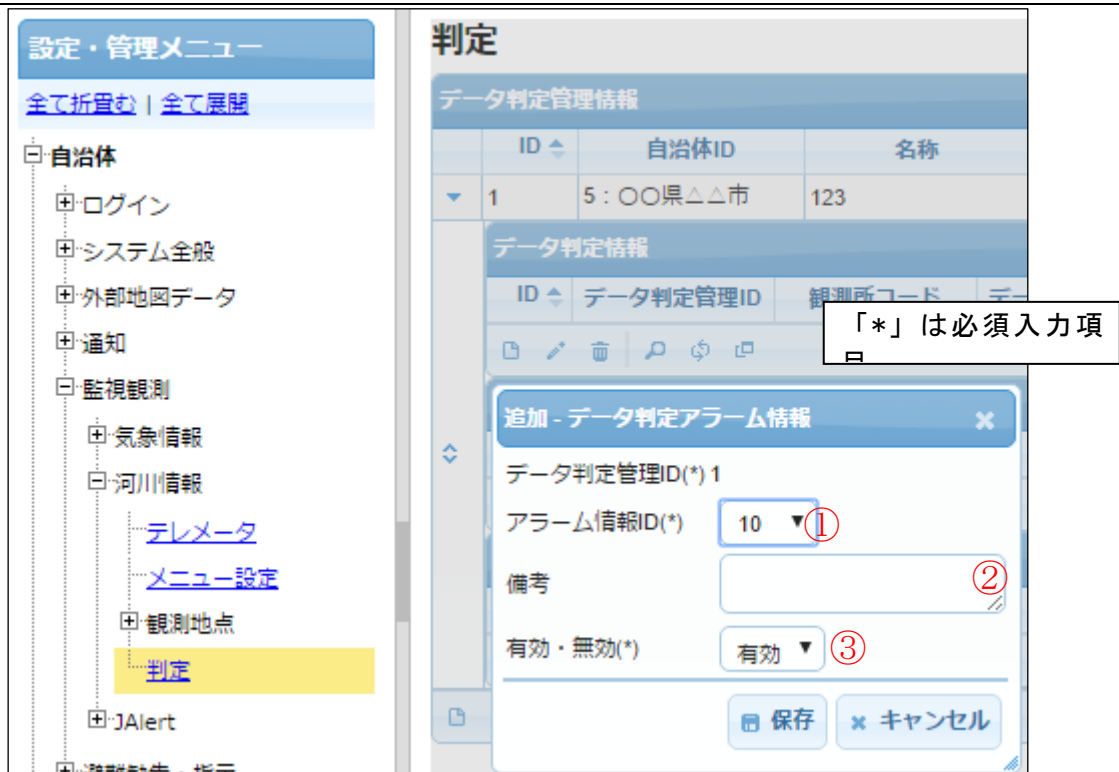 設定・管理メニュー
全て折畳む | 全て展開
自治体
ログイン
システム全般
外部地図データ
通知
監視観測
気象情報
河川情報
テレメータ
メニュー設定
観測地点
判定
JAlert
避難勧告・指示
判定
データ判定管理情報
ID 自治体ID 名称
1 5:〇〇県△△市 123
データ判定情報
ID データ判定管理ID 観測所コード デー
「*」は必須入力項
目
追加 - データ判定アラーム情報
データ判定管理ID(*) 1
アラーム情報ID(*) 10 ①
備考 ②
有効・無効(*) 有効 ③
保存 キャンセル